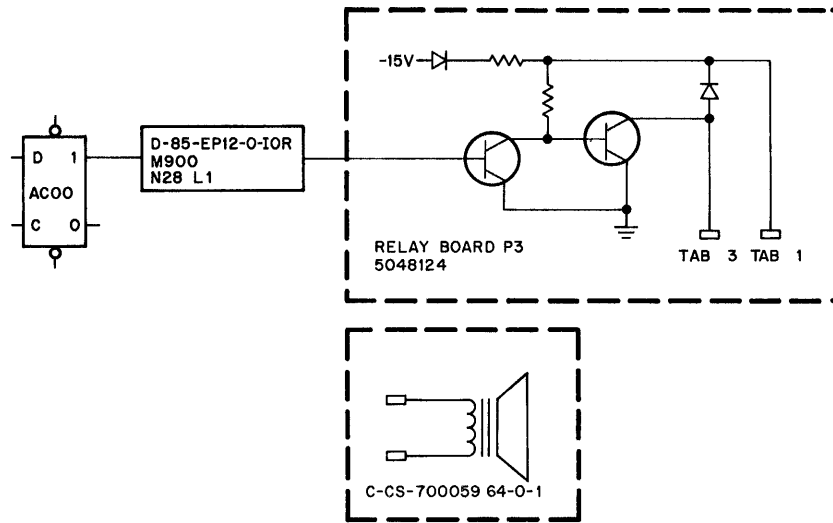 -15V
D 1
AC00
C 0
D-85-EP12-0-IOR
M900
N28 L1
RELAY BOARD P3
5048124
TAB 3 TAB 1
C-CS-700059 64-0-1